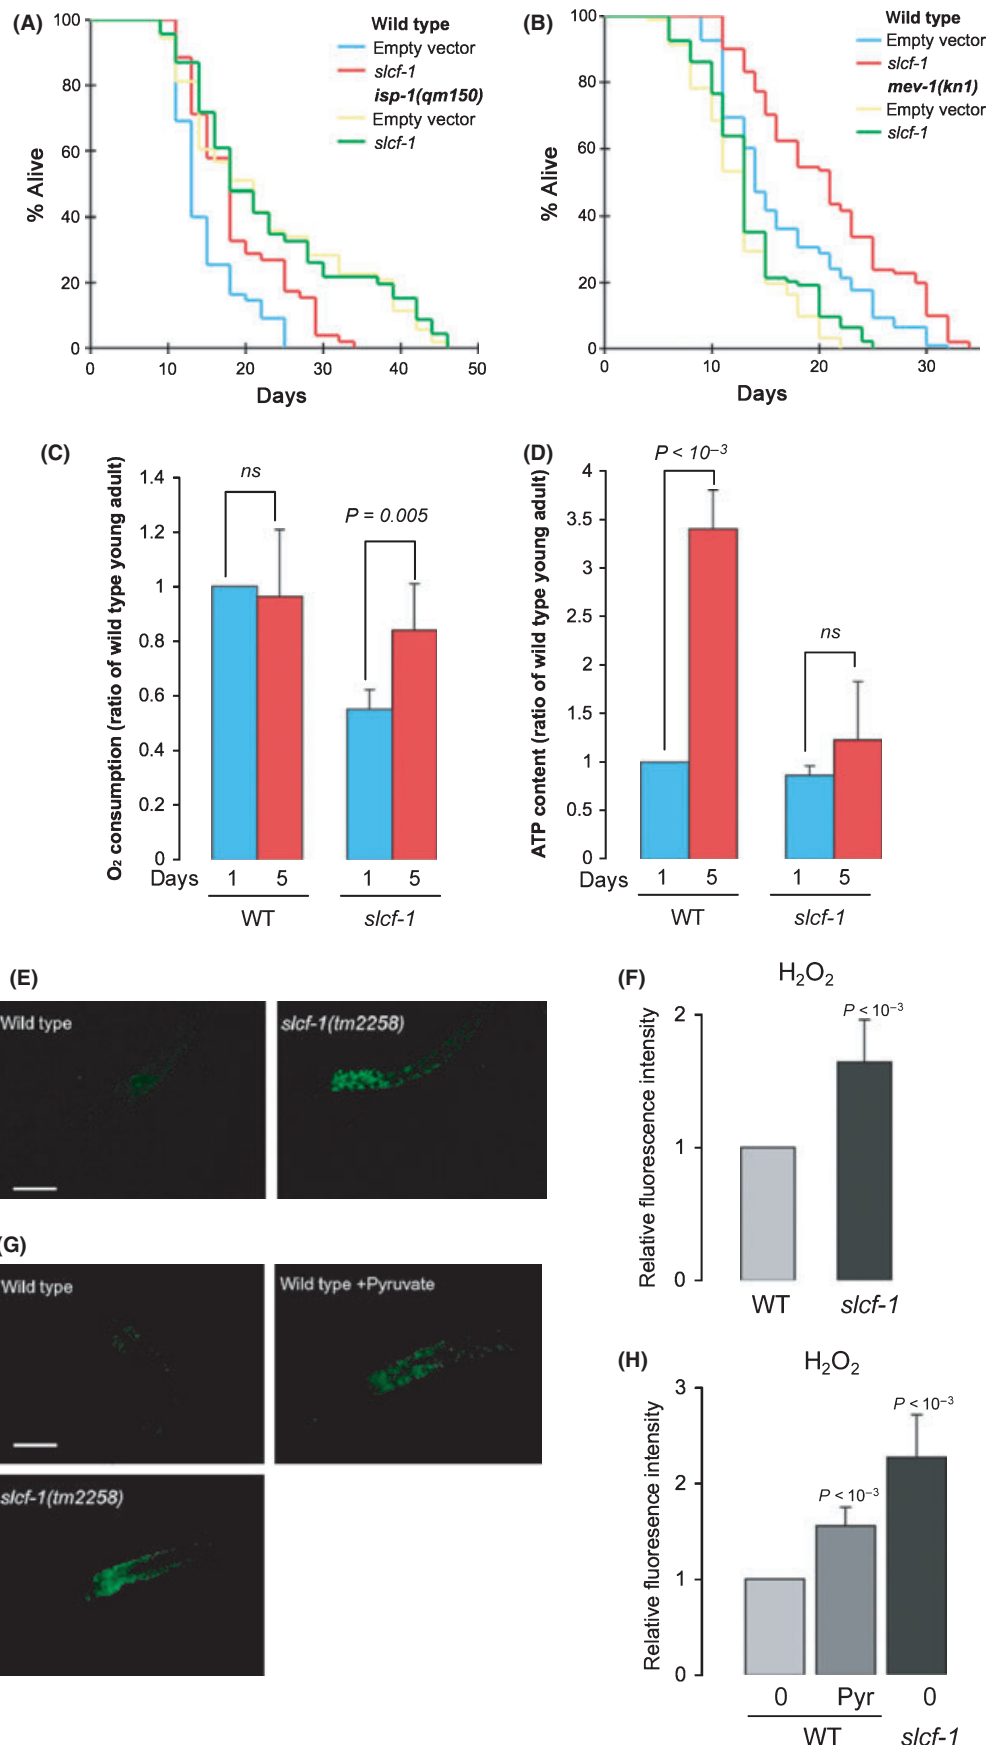 (A)
100
80
60
40
20
0
% Alive
0 10 20 30 40 50
Days
Wild type
Empty vector
slcf-1
isp-1(qm150)
Empty vector
slcf-1
(B)
100
80
60
40
20
0
% Alive
0 10 20 30
Days
Wild type
Empty vector
slcf-1
mev-1(kn1)
Empty vector
slcf-1
(C)
O₂ consumption (ratio of wild type young adult)
1.4
1.2
1
0.8
0.6
0.4
0.2
0
ns
P = 0.005
Days 1 5 1 5
WT slcf-1
(D)
ATP content (ratio of wild type young adult)
4
3.5
3
2.5
2
1.5
1
0.5
0
P < 10⁻³
ns
Days 1 5 1 5
WT slcf-1
(E)
Wild type
slcf-1(tm2258)
(F)
H₂O₂
Relative fluorescence intensity
2
1
0
P < 10⁻³
WT slcf-1
(G)
Wild type
Wild type +Pyruvate
slcf-1(tm2258)
(H)
H₂O₂
Relative fluoresence intensity
3
2
1
0
P < 10⁻³
P < 10⁻³
0 Pyr 0
WT slcf-1